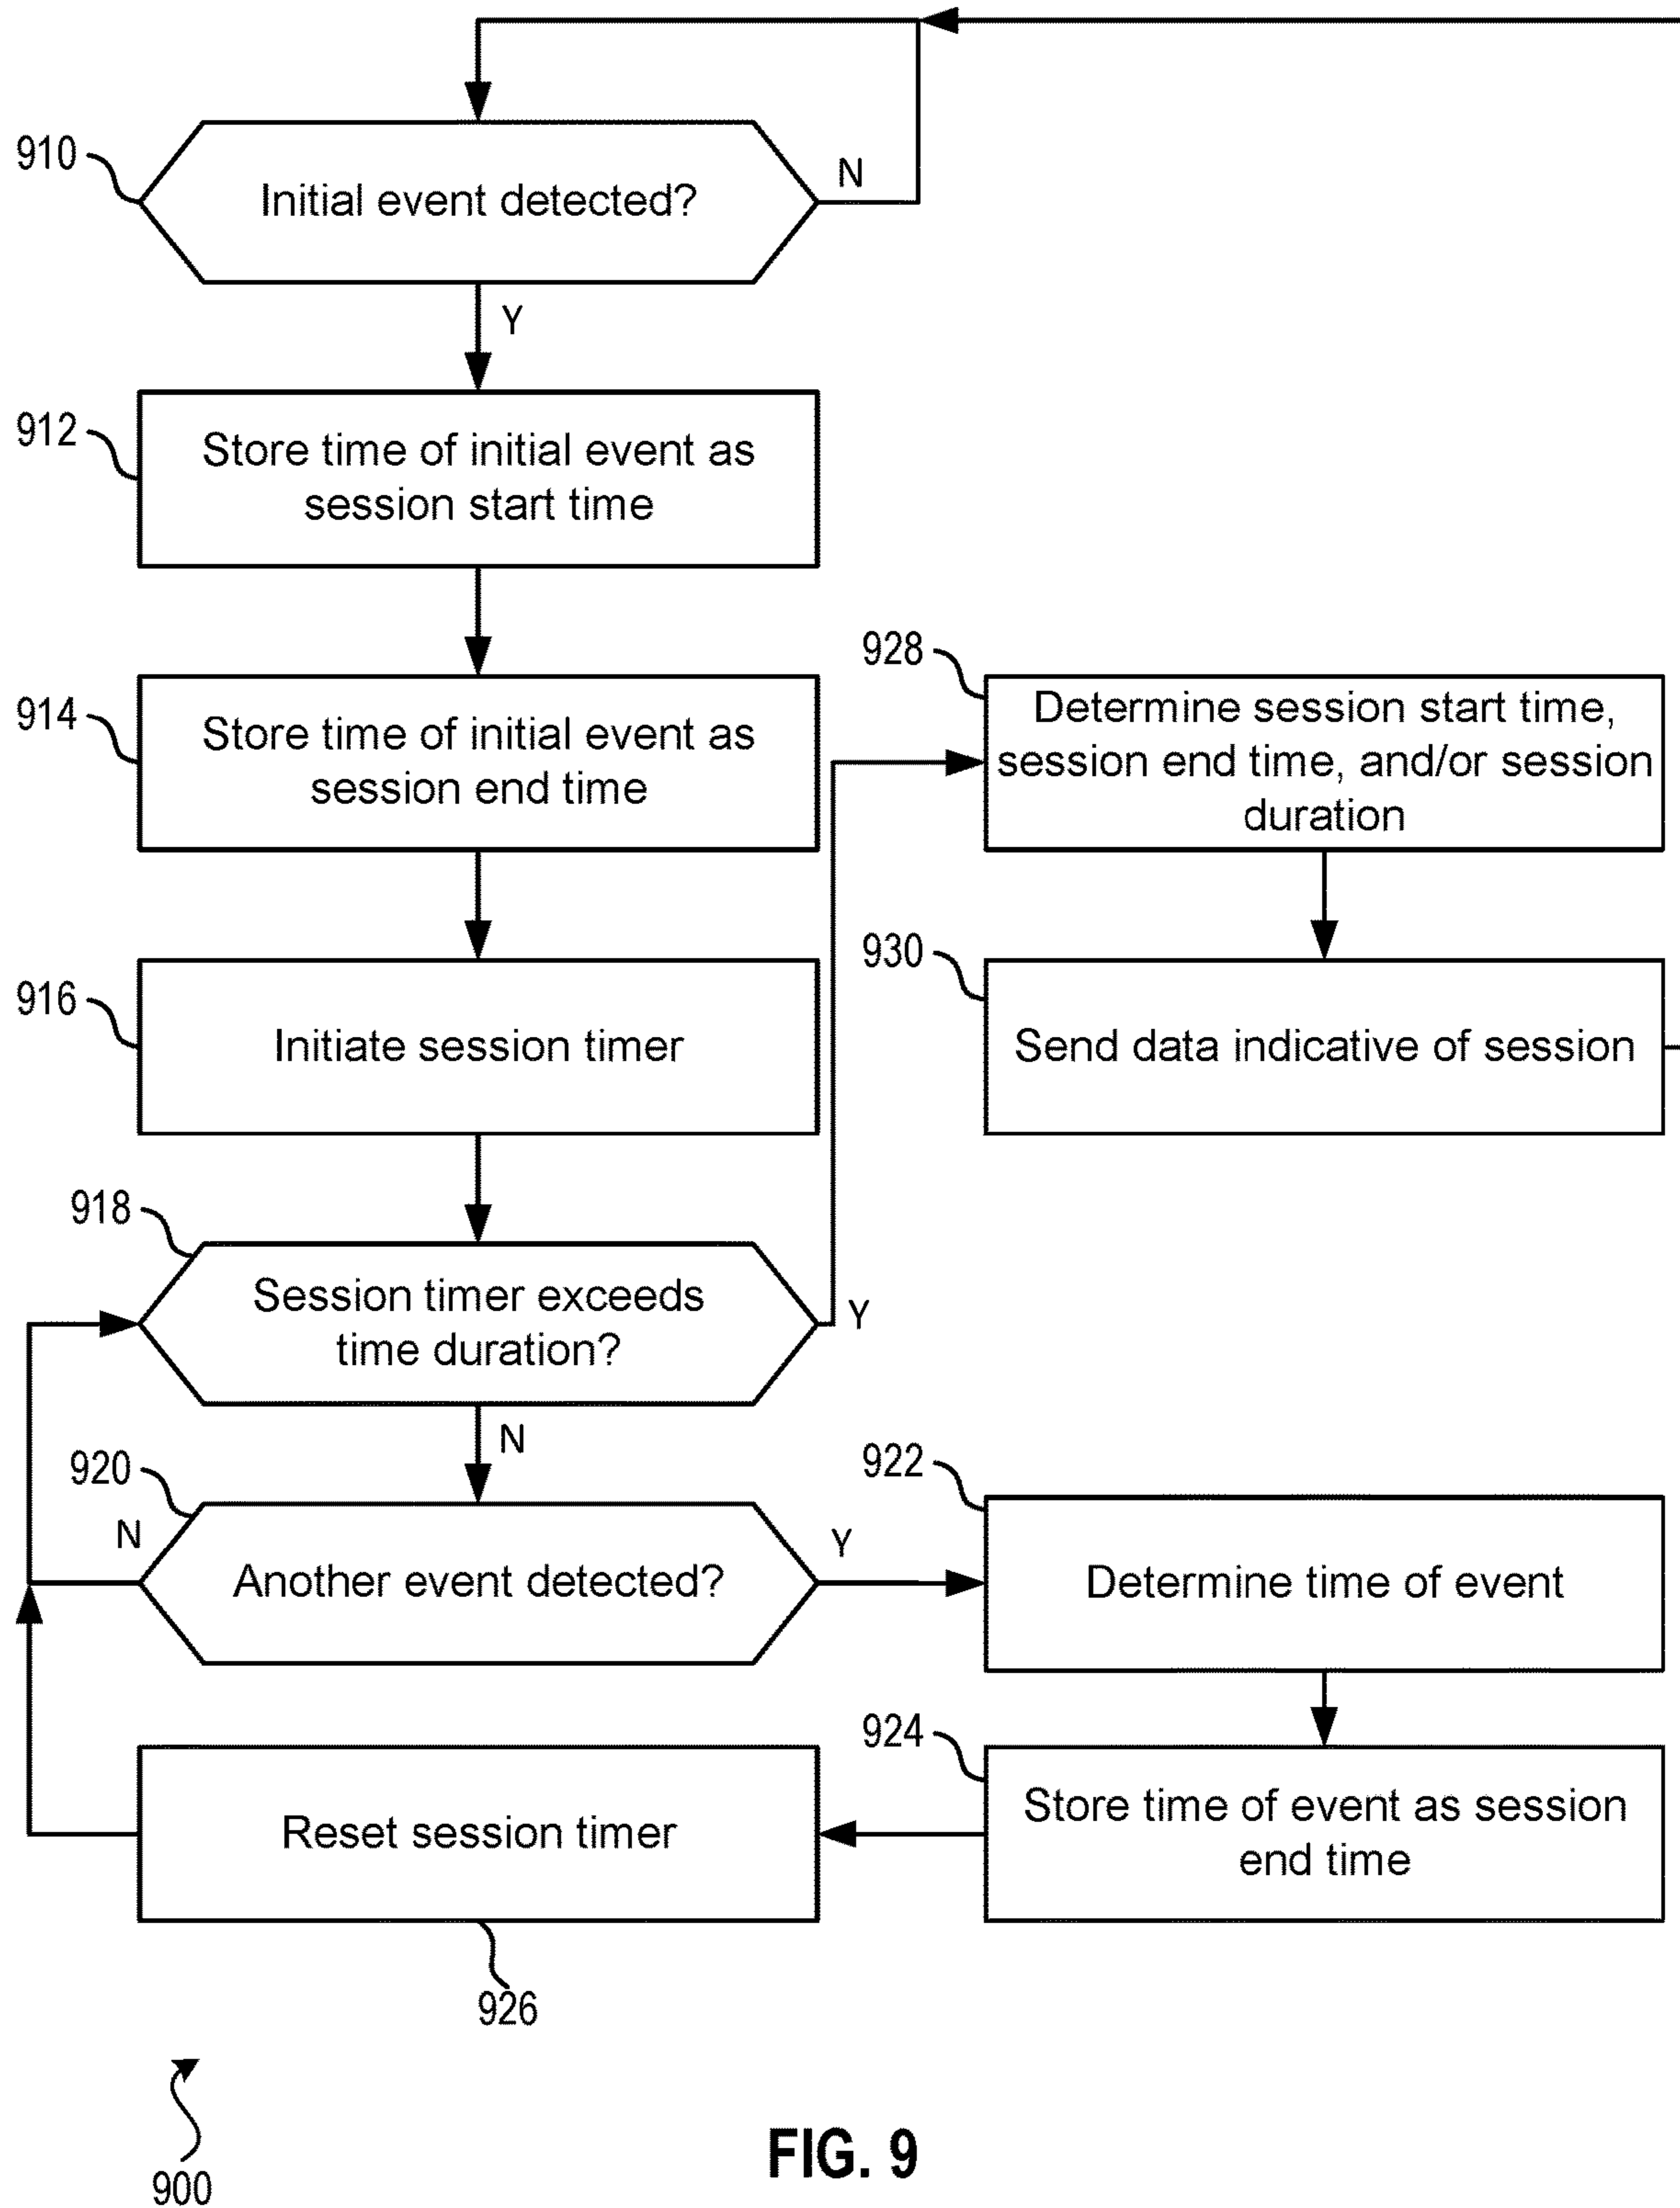 910
Initial event detected?
N
Y
912
Store time of initial event as
session start time
914
Store time of initial event as
session end time
928
Determine session start time,
session end time, and/or session
duration
916
Initiate session timer
930
Send data indicative of session
918
Session timer exceeds
time duration?
Y
N
920
N
Another event detected?
Y
922
Determine time of event
924
Store time of event as session
end time
Reset session timer
926
900
FIG. 9